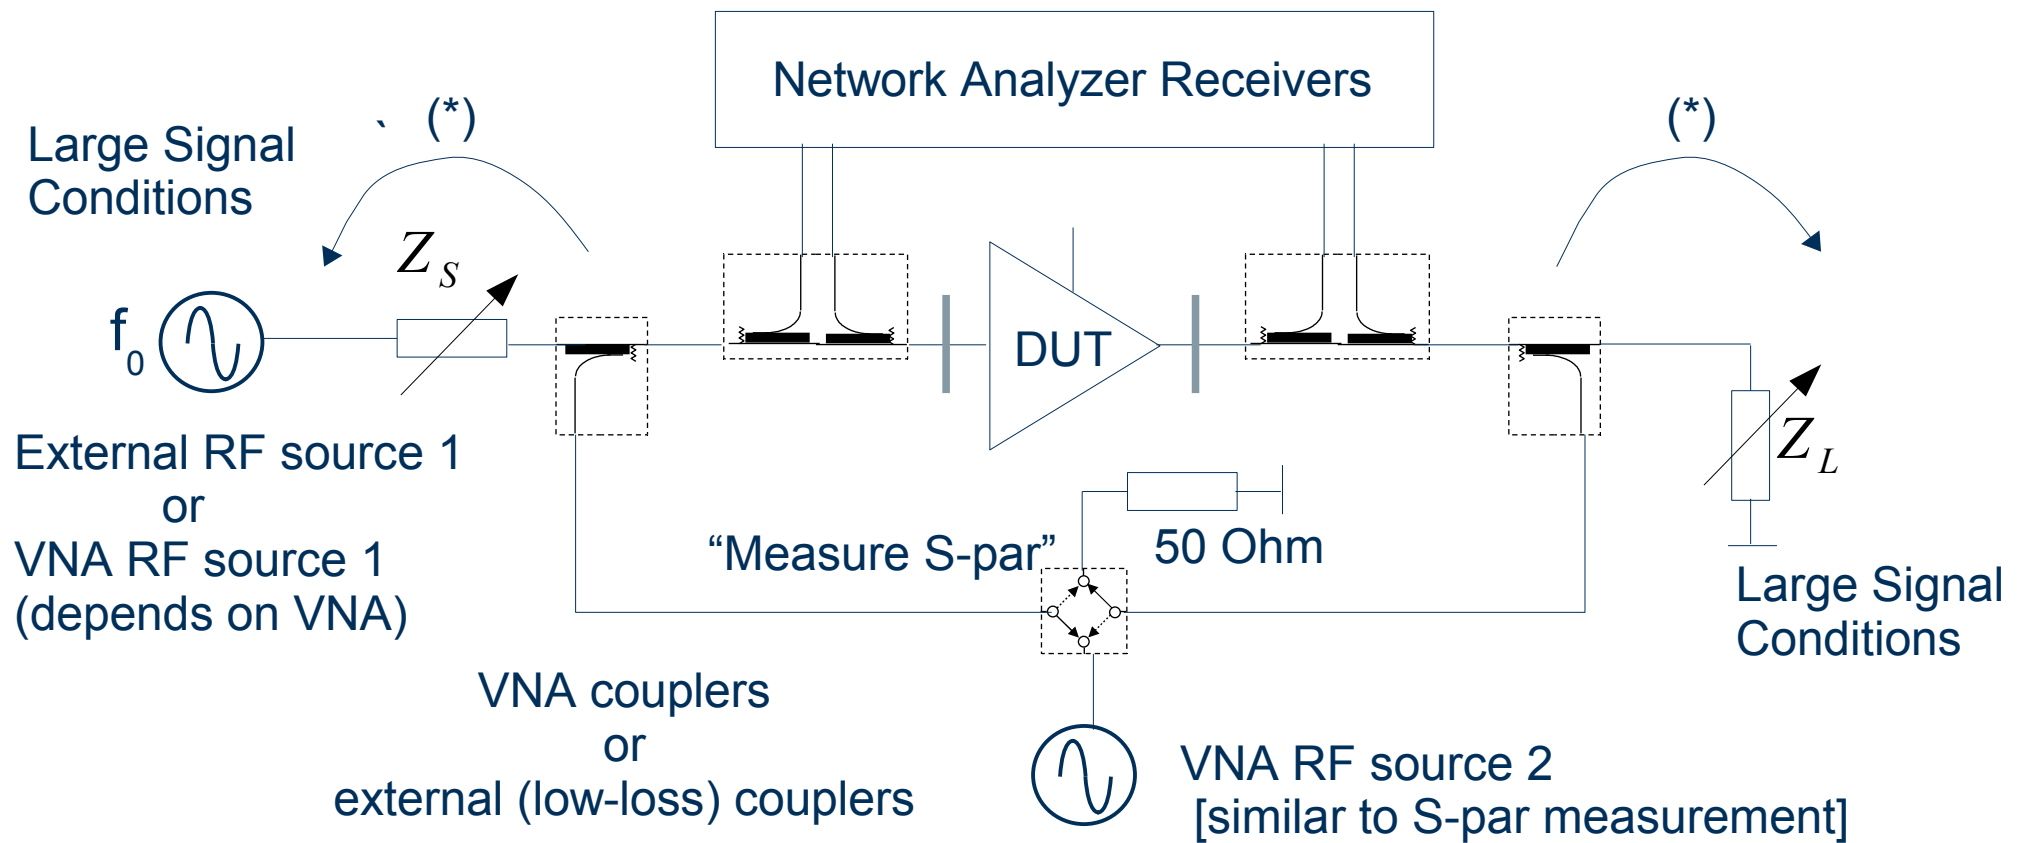 Network Analyzer Receivers
Large Signal
Conditions
` (*)
(*)
Z S
f0
DUT
External RF source 1
or
VNA RF source 1
(depends on VNA)
“Measure S-par”
50 Ohm
Z L
Large Signal
Conditions
VNA couplers
or
external (low-loss) couplers
VNA RF source 2
[similar to S-par measurement]